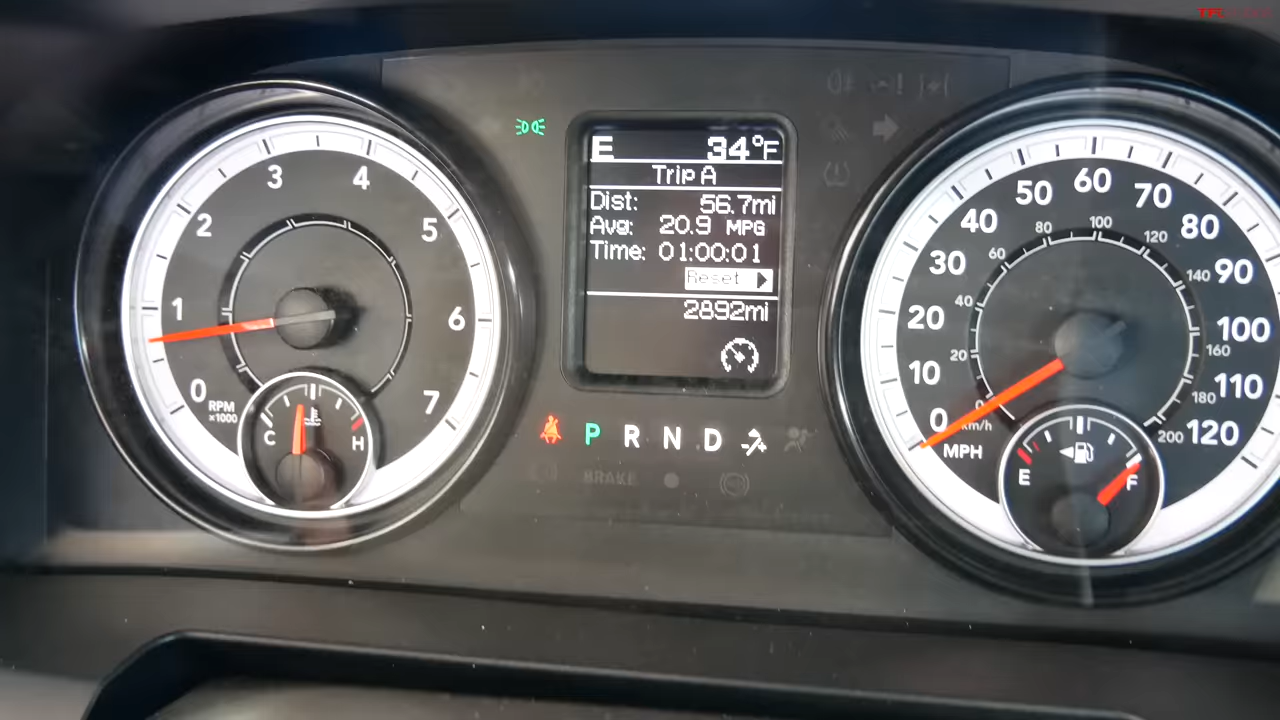 E 34°F
Trip A
Dist: 56.7mi
Avg: 20.9 MPG
Time: 01:00:01
Reset
2892mi
0 1 2 3 4 5 6 7
RPM
×1000
C H
P R N D
BRAKE
0 10 20 30 40 50 60 70 80 90 100 110 120
MPH
0 20 40 60 80 100 120 140 160 180 200
km/h
E F